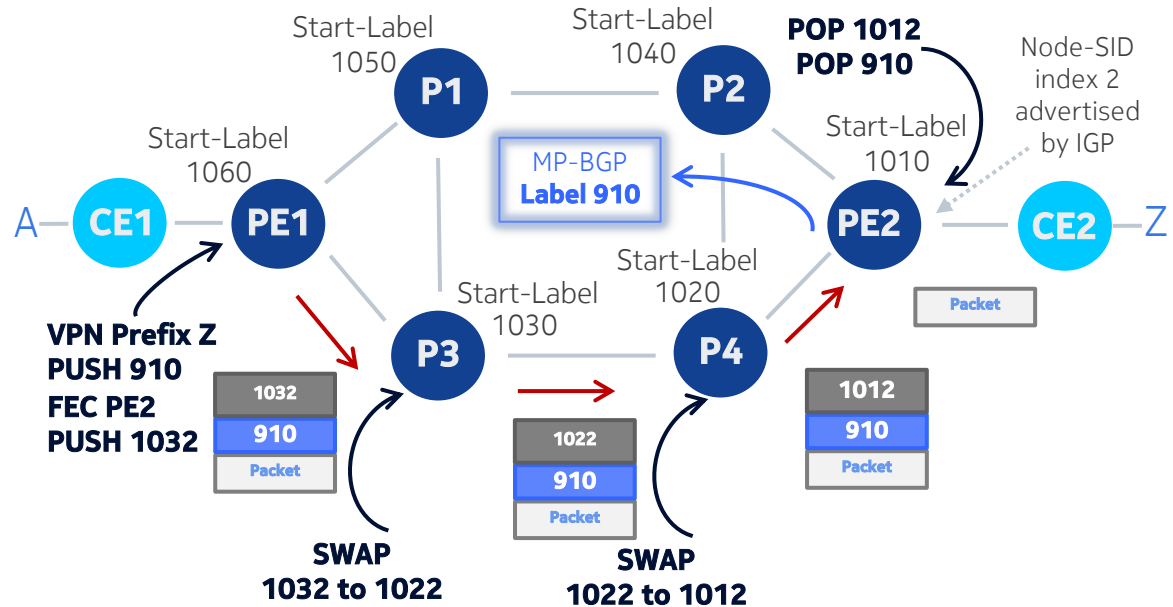 Start-Label
1050
P1
Start-Label
1040
P2
POP 1012
POP 910
Node-SID
index 2
advertised
by IGP
Start-Label
1060
MP-BGP
Label 910
Start-Label
1010
A
CE1
PE1
PE2
CE2
Z
Start-Label
1030
Start-Label
1020
P3
P4
Packet
VPN Prefix Z
PUSH 910
FEC PE2
PUSH 1032
1032
910
Packet
1022
910
Packet
1012
910
Packet
SWAP
1032 to 1022
SWAP
1022 to 1012